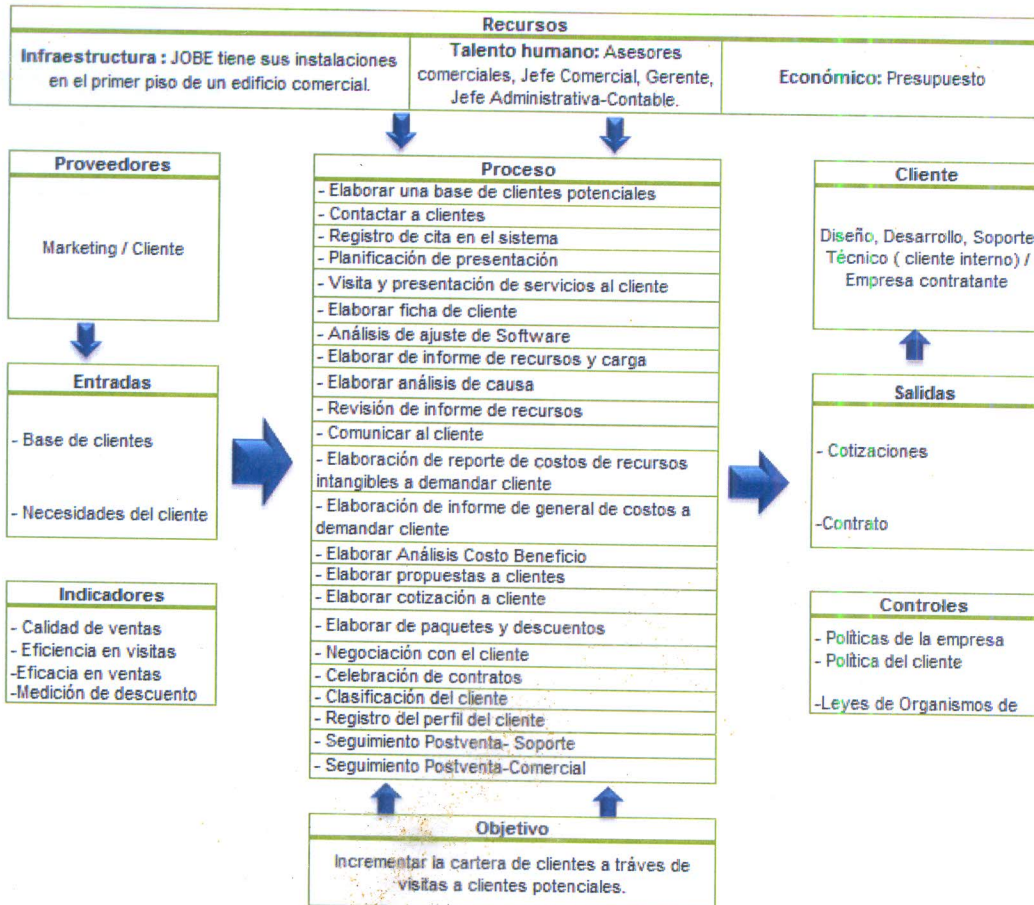 Recursos
Infraestructura : JOBE tiene sus instalaciones
en el primer piso de un edificio comercial.
Talento humano: Asesores
comerciales, Jefe Comercial, Gerente,
Jefe Administrativa-Contable.
Económico: Presupuesto
Proveedores
Marketing / Cliente
Entradas
- Base de clientes
- Necesidades del cliente
Indicadores
- Calidad de ventas
- Eficiencia en visitas
-Eficacia en ventas
-Medición de descuento
Proceso
- Elaborar una base de clientes potenciales
- Contactar a clientes
- Registro de cita en el sistema
- Planificación de presentación
- Visita y presentación de servicios al cliente
- Elaborar ficha de cliente
- Análisis de ajuste de Software
- Elaborar de informe de recursos y carga
- Elaborar análisis de causa
- Revisión de informe de recursos
- Comunicar al cliente
- Elaboración de reporte de costos de recursos
intangibles a demandar cliente
- Elaboración de informe de general de costos a
demandar cliente
- Elaborar Análisis Costo Beneficio
- Elaborar propuestas a clientes
- Elaborar cotización a cliente
- Elaborar de paquetes y descuentos
- Negociación con el cliente
- Celebración de contratos
- Clasificación del cliente
- Registro del perfil del cliente
- Seguimiento Postventa- Soporte
- Seguimiento Postventa-Comercial
Objetivo
Incrementar la cartera de clientes a tráves de
visitas a clientes potenciales.
Cliente
Diseño, Desarrollo, Soporte
Técnico ( cliente interno) /
Empresa contratante
Salidas
- Cotizaciones
-Contrato
Controles
- Políticas de la empresa
- Política del cliente
-Leyes de Organismos de